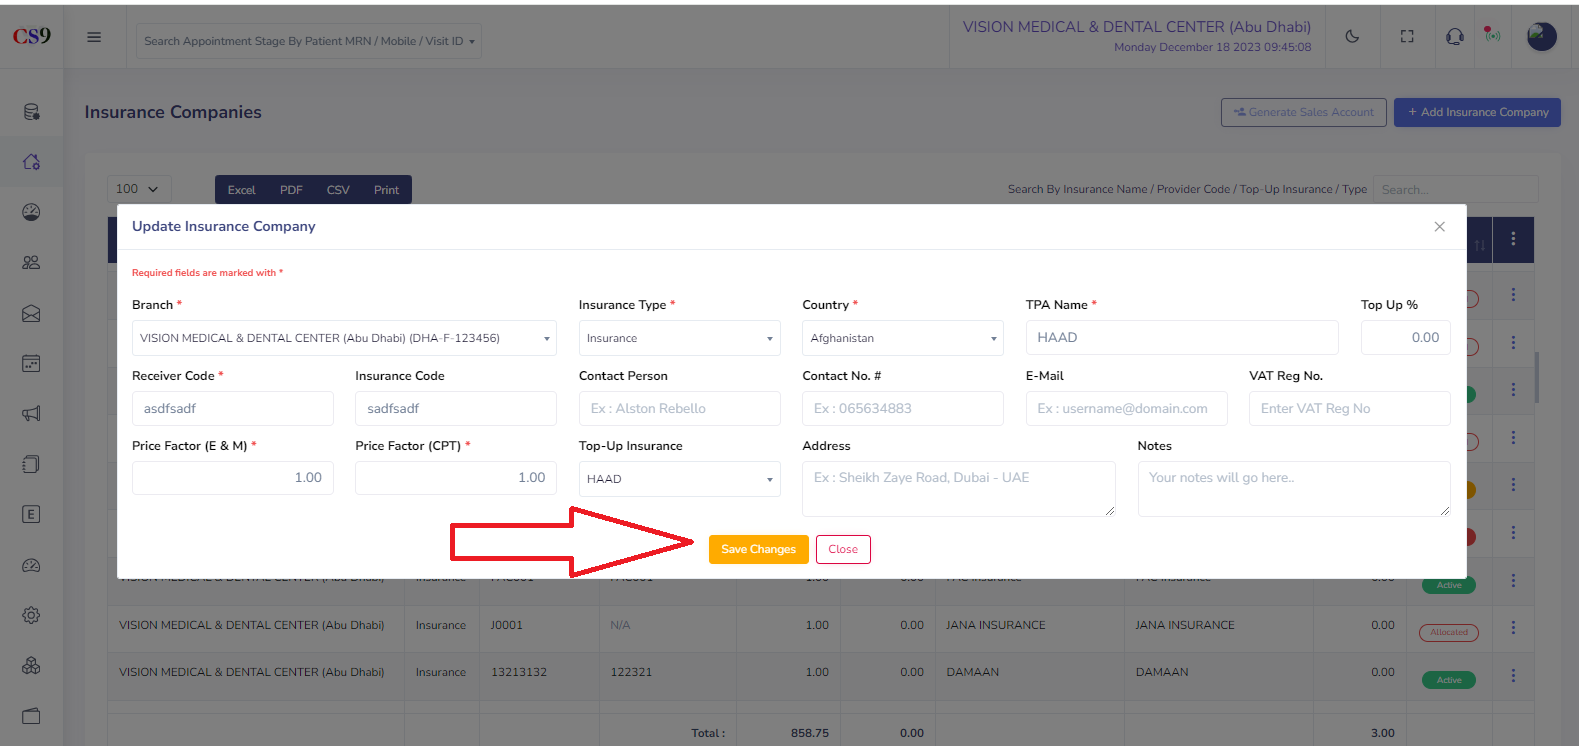 CS9
Search Appointment Stage By Patient MRN / Mobile / Visit ID
VISION MEDICAL & DENTAL CENTER (Abu Dhabi)
Monday December 18 2023 09:45:08
Insurance Companies
Generate Sales Account
+ Add Insurance Company
100
Excel PDF CSV Print
Search By Insurance Name / Provider Code / Top-Up Insurance / Type
Search...
Update Insurance Company
Required fields are marked with *
Branch * Insurance Type * Country * TPA Name * Top Up %
VISION MEDICAL & DENTAL CENTER (Abu Dhabi) (DHA-F-123456) Insurance Afghanistan HAAD 0.00
Receiver Code * Insurance Code Contact Person Contact No. # E-Mail VAT Reg No.
asdfsadf sadfsadf Ex : Alston Rebello Ex : 065634883 Ex : username@domain.com Enter VAT Reg No
Price Factor (E & M) * Price Factor (CPT) * Top-Up Insurance Address Notes
1.00 1.00 HAAD Ex : Sheikh Zaye Road, Dubai - UAE Your notes will go here..
E
Save Changes Close
Active
VISION MEDICAL & DENTAL CENTER (Abu Dhabi) Insurance J0001 N/A 1.00 0.00 JANA INSURANCE JANA INSURANCE 0.00 Allocated
VISION MEDICAL & DENTAL CENTER (Abu Dhabi) Insurance 13213132 122321 1.00 0.00 DAMAAN DAMAAN 0.00 Active
Total : 858.75 0.00 3.00